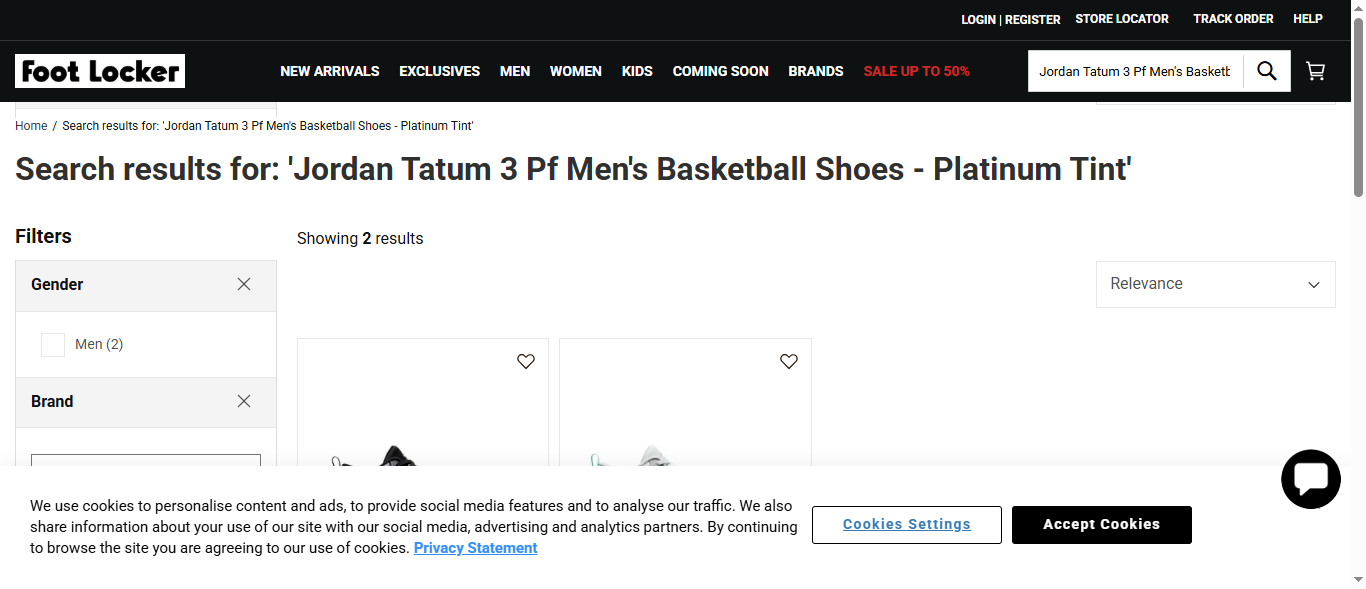 LOGIN | REGISTER STORE LOCATOR TRACK ORDER HELP
Foot Locker NEW ARRIVALS EXCLUSIVES MEN WOMEN KIDS COMING SOON BRANDS SALE UP TO 50% Jordan Tatum 3 Pf Men's Basketb
Home / Search results for: 'Jordan Tatum 3 Pf Men's Basketball Shoes - Platinum Tint'
Search results for: 'Jordan Tatum 3 Pf Men's Basketball Shoes - Platinum Tint'
Filters
Showing 2 results
Gender
Relevance
Men (2)
Brand
We use cookies to personalise content and ads, to provide social media features and to analyse our traffic. We also
share information about your use of our site with our social media, advertising and analytics partners. By continuing
to browse the site you are agreeing to our use of cookies. Privacy Statement
Cookies Settings
Accept Cookies